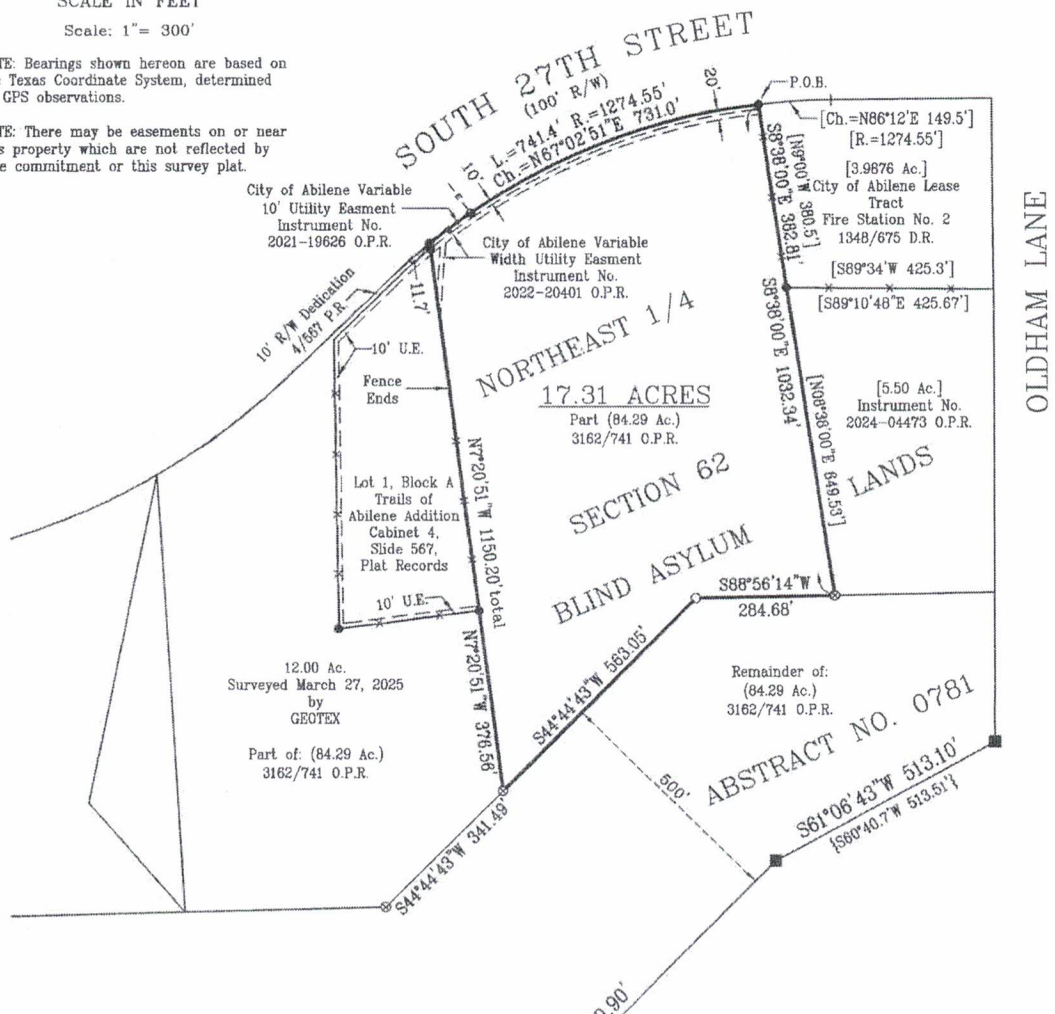 SCALE IN FEET
Scale: 1"= 300'
TE: Bearings shown hereon are based on
Texas Coordinate System, determined
GPS observations.
TE: There may be easements on or near
s property which are not reflected by
e commitment or this survey plat.
SOUTH 27TH STREET
(100' R/W)
L.=741.4' R.=1274.55'
Ch.=N67°02'51"E 731.0'
20'
10'
P.O.B.
[Ch.=N86°12'E 149.5']
[R.=1274.55']
[3.9876 Ac.]
City of Abilene Lease
Tract
Fire Station No. 2
1348/675 D.R.
[S89°34'W 425.3']
[S89°10'48"E 425.67']
S8°38'00"E 382.81'
[N9°00'W 380.5']
OLDHAM LANE
City of Abilene Variable
10' Utility Easment
Instrument No.
2021-19626 O.P.R.
City of Abilene Variable
Width Utility Easment
Instrument No.
2022-20401 O.P.R.
10' R/W Dedication
4/567 P.R.
11.7'
10' U.E.
Fence
Ends
NORTHEAST 1/4
17.31 ACRES
Part (84.29 Ac.)
3162/741 O.P.R.
S8°38'00"E 1032.34'
[N08°38'00"E 649.53']
[5.50 Ac.]
Instrument No.
2024-04473 O.P.R.
Lot 1, Block A
Trails of
Abilene Addition
Cabinet 4,
Slide 567,
Plat Records
N7°20'51"W 1150.20' total
SECTION 62
LANDS
BLIND ASYLUM
10' U.E.
S88°56'14"W
284.68'
12.00 Ac.
Surveyed March 27, 2025
by
GEOTEX
Part of: (84.29 Ac.)
3162/741 O.P.R.
N7°20'51"W 376.56'
S44°44'43"W 563.05'
Remainder of:
(84.29 Ac.)
3162/741 O.P.R.
ABSTRACT NO. 0781
500'
S61°06'43"W 513.10'
{S60°40.7'W 513.51'}
S44°44'43"W 341.49'
0.90'